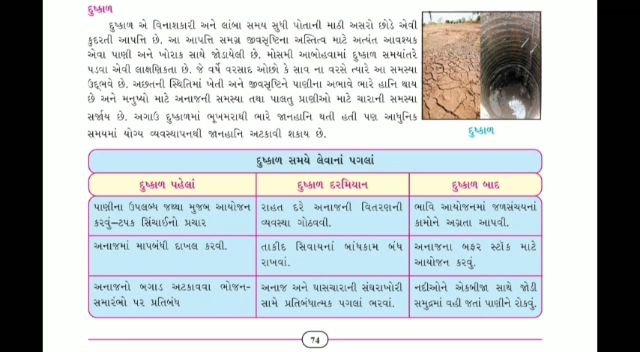 દુષ્કાળ
દુષ્કાળ એ વિનાશકારી અને લાંબા સમય સુધી પોતાની માઠી અસરો છોડે એવી
કુદરતી આપત્તિ છે. આ આપત્તિ સમગ્ર જીવસૃષ્ટિના અસ્તિત્વ માટે અત્યંત આવશ્યક
એવા પાણી અને ખોરાક સાથે જોડાયેલી છે. મોસમી આબોહવામાં દુષ્કાળ સમયાંતરે
પડવા એવી લાક્ષણિકતા છે. જે વર્ષે વરસાદ ઓછો કે સાવ ના વરસે ત્યારે આ સમસ્યા
ઉદ્દભવે છે. અછતની સ્થિતિમાં ખેતી અને જીવસૃષ્ટિને પાણીના અભાવે ભારે હાનિ થાય
છે અને મનુષ્યો માટે અનાજની સમસ્યા તથા પાલતુ પ્રાણીઓ માટે ચારાની સમસ્યા
સર્જાય છે. અગાઉ દુષ્કાળમાં ભૂખમરાથી ભારે જાનહાનિ થતી હતી પણ આધુનિક
સમયમાં યોગ્ય વ્યવસ્થાપનથી જાનહાનિ અટકાવી શકાય છે.
દુષ્કાળ
દુષ્કાળ સમયે લેવાનાં પગલાં
દુષ્કાળ પહેલાં
દુષ્કાળ દરમિયાન
દુષ્કાળ બાદ
પાણીના ઉપલબ્ધ જથ્થા મુજબ આયોજન
કરવું–ટપક સિંચાઈનો પ્રચાર
રાહત દરે અનાજની વિતરણની
વ્યવસ્થા ગોઠવવી.
ભાવિ આયોજનમાં જળસંચયનાં
કામોને અગ્રતા આપવી.
અનાજમાં માપબંધી દાખલ કરવી.
તાકીદ સિવાયનાં બાંધકામ બંધ
રાખવાં.
અનાજના બફર સ્ટૉક માટે
આયોજન કરવું.
અનાજનો બગાડ અટકાવવા ભોજન-
સમારંભો પર પ્રતિબંધ
અનાજ અને ઘાસચારાની સંઘરાખોરી
સામે પ્રતિબંધાત્મક પગલાં ભરવાં.
નદીઓને એકબીજા સાથે જોડી
સમુદ્રમાં વહી જતાં પાણીને રોકવું.
74